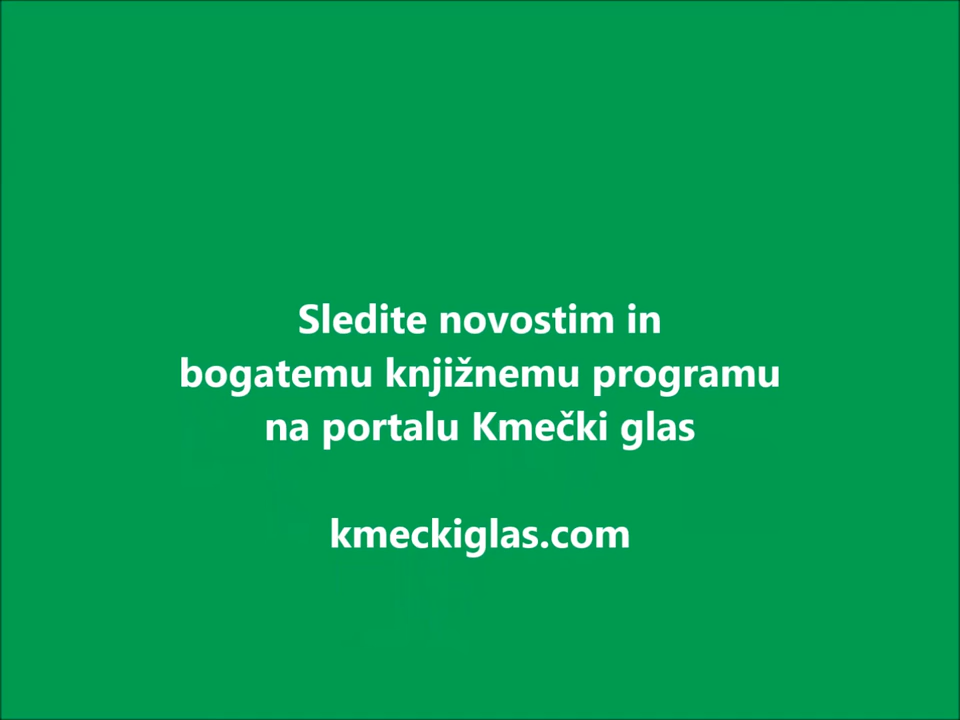 Sledite novostim in
bogatemu knjižnemu programu
na portalu Kmečki glas
kmeckiglas.com